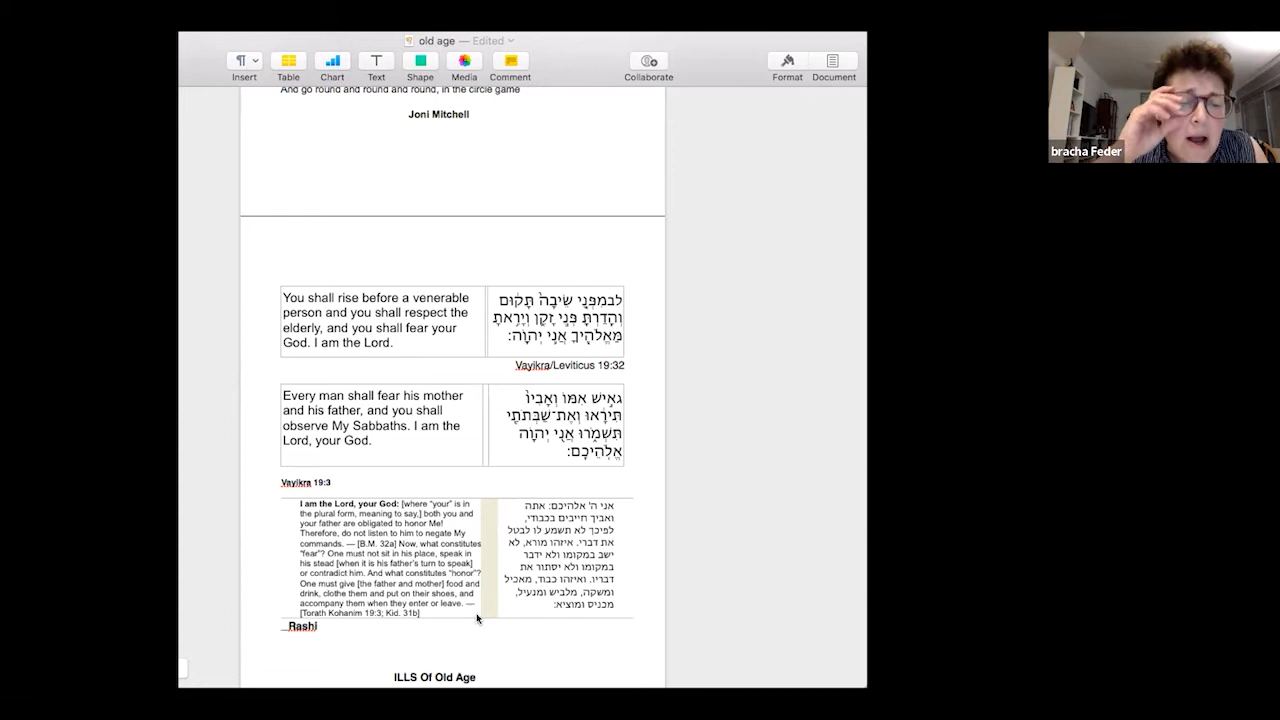 old age — Edited
Insert
Table
Chart
Text
Shape
Media
Comment
Collaborate
Format
Document
And go round and round and round, in the circle game
Joni Mitchell
You shall rise before a venerable
person and you shall respect the
elderly, and you shall fear your
God. I am the Lord.
לבמִפְּנֵ֤י שֵׂיבָה֙ תָּק֔וּם
וְהָדַרְתָּ֖ פְּנֵ֣י זָקֵ֑ן וְיָרֵ֥אתָ
מֵּאֱלֹהֶ֖יךָ אֲנִ֥י יְהֹוָֽה:
Vayikra/Leviticus 19:32
Every man shall fear his mother
and his father, and you shall
observe My Sabbaths. I am the
Lord, your God.
גאִ֣ישׁ אִמּ֤וֹ וְאָבִיו֙
תִּירָ֔אוּ וְאֶת־שַׁבְּתֹתַ֖י
תִּשְׁמֹ֑רוּ אֲנִ֖י יְהֹוָ֥ה
אֱלֹֽהֵיכֶֽם:
Vayikra 19:3
I am the Lord, your God: [where “your” is in
the plural form, meaning to say,] both you and
your father are obligated to honor Me!
Therefore, do not listen to him to negate My
commands. — [B.M. 32a] Now, what constitutes
“fear”? One must not sit in his place, speak in
his stead [when it is his father’s turn to speak]
or contradict him. And what constitutes “honor”?
One must give [the father and mother] food and
drink, clothe them and put on their shoes, and
accompany them when they enter or leave. —
[Torath Kohanim 19:3; Kid. 31b]
אני ה' אלהיכם: אתה
ואביך חייבים בכבודי,
לפיכך לא תשמע לו לבטל
את דברי. איזהו מורא, לא
ישב במקומו ולא ידבר
במקומו ולא יסתור את
דבריו. ואיזהו כבוד, מאכיל
ומשקה, מלביש ומנעיל,
מכניס ומוציא:
Rashi
ILLS Of Old Age
bracha Feder